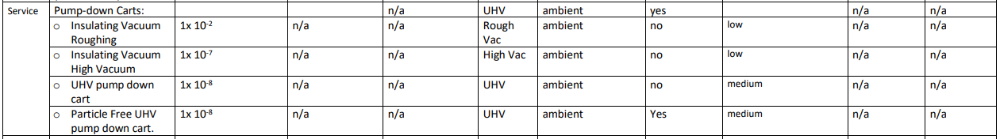 Service Pump-down Carts: n/a UHV ambient yes n/a n/a
o Insulating Vacuum 1x 10-2 n/a n/a Rough ambient no low n/a n/a
Roughing Vac
o Insulating Vacuum 1x 10-7 n/a n/a High Vac ambient no low n/a n/a
High Vacuum
o UHV pump down 1x 10-8 n/a n/a UHV ambient no medium n/a n/a
cart
o Particle Free UHV 1x 10-8 n/a n/a UHV ambient Yes medium n/a n/a
pump down cart.